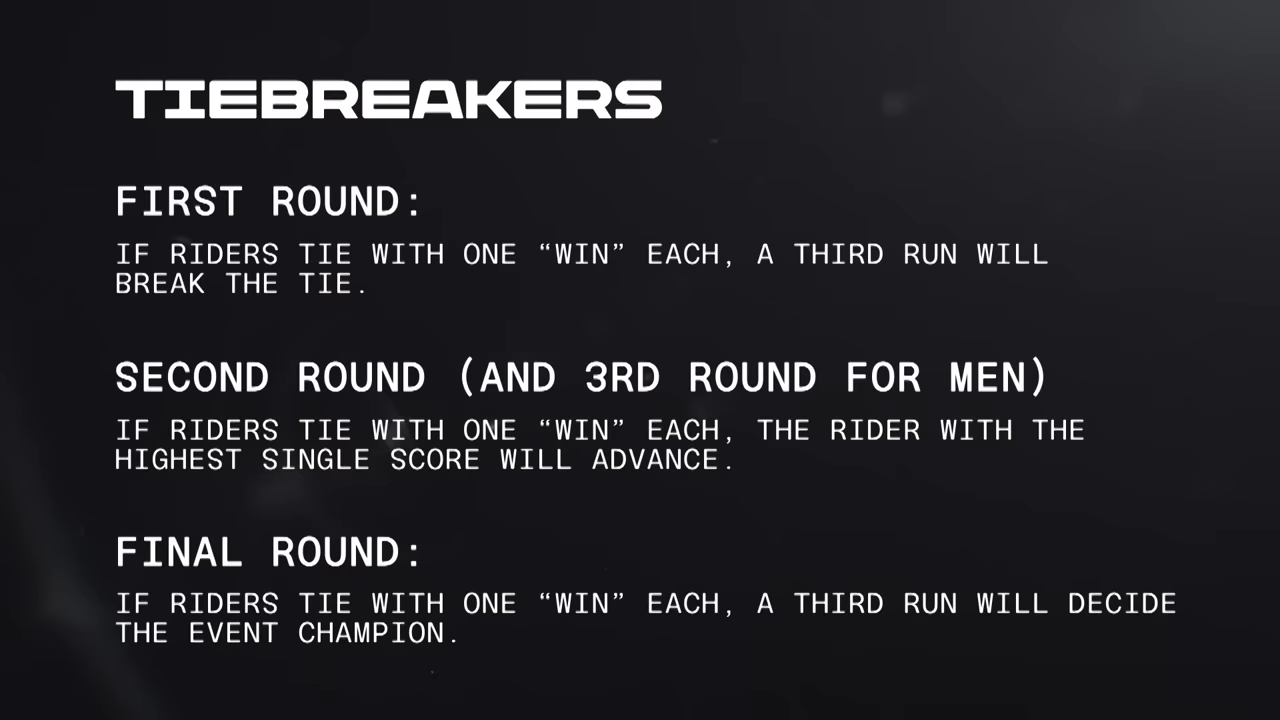 TIEBREAKERS
FIRST ROUND:
IF RIDERS TIE WITH ONE “WIN” EACH, A THIRD RUN WILL
BREAK THE TIE.
SECOND ROUND (AND 3RD ROUND FOR MEN)
IF RIDERS TIE WITH ONE “WIN” EACH, THE RIDER WITH THE
HIGHEST SINGLE SCORE WILL ADVANCE.
FINAL ROUND:
IF RIDERS TIE WITH ONE “WIN” EACH, A THIRD RUN WILL DECIDE
THE EVENT CHAMPION.